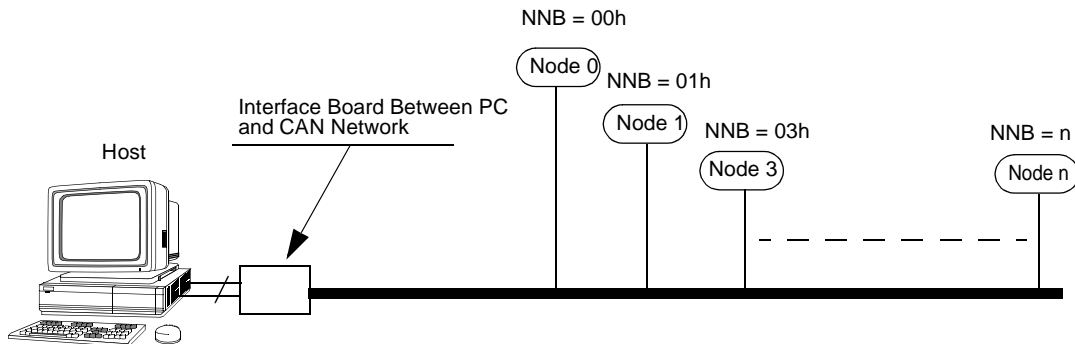 NNB = 00h
Node 0
NNB = 01h
Node 1
NNB = 03h
Node 3
NNB = n
Node n
Interface Board Between PC
and CAN Network
Host